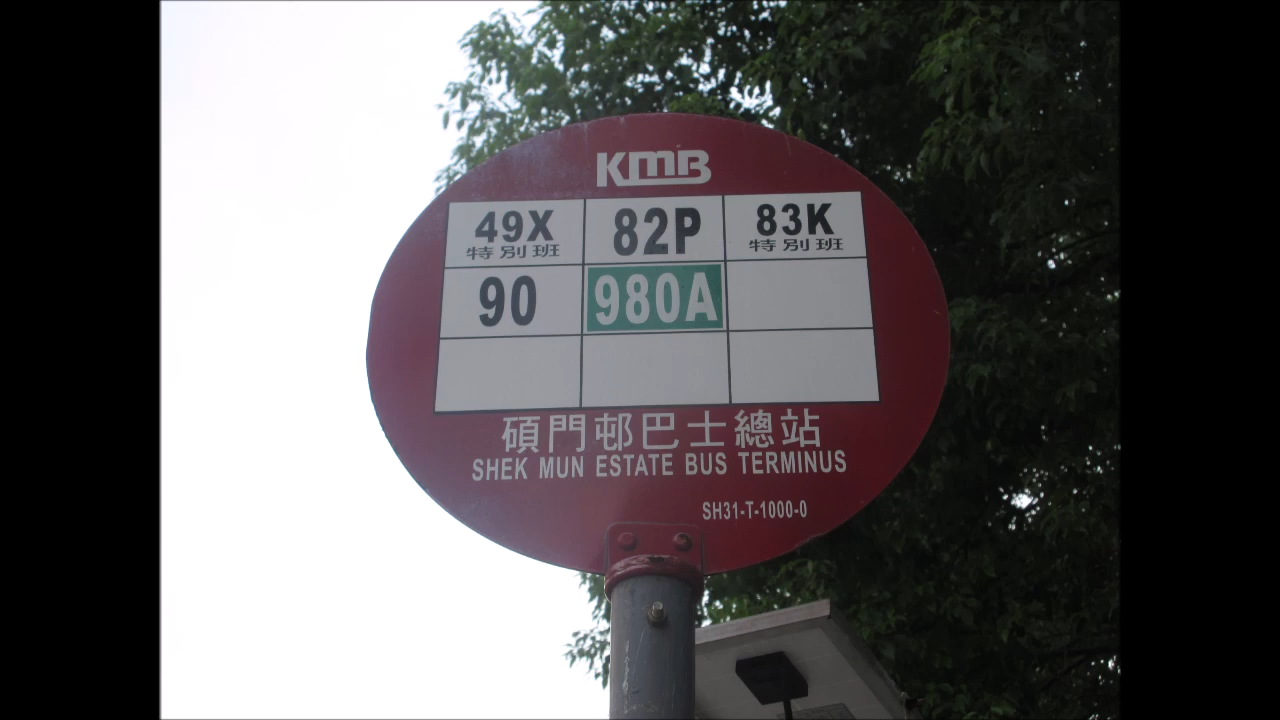 KMB
49X 82P 83K
特別班 特別班
90 980A
碩門邨巴士總站
SHEK MUN ESTATE BUS TERMINUS
SH31-T-1000-0